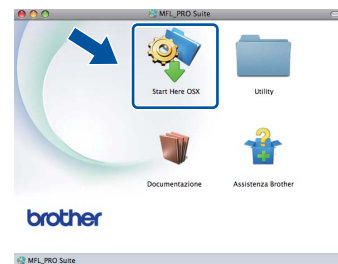 MFL_PRO Suite
Start Here OSX
Utility
Documentazione
Assistenza Brother
brother
MFL_PRO Suite